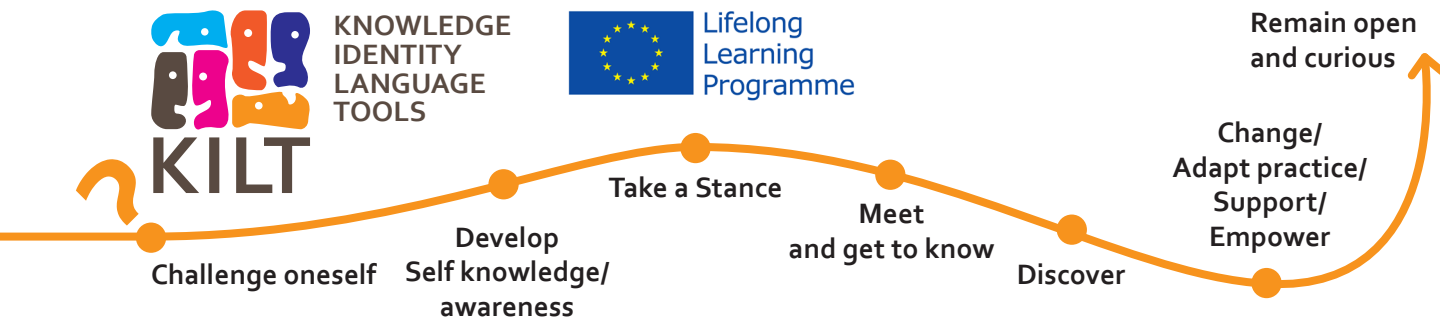 KNOWLEDGE
IDENTITY
LANGUAGE
TOOLS
KILT
Lifelong
Learning
Programme
?
Challenge oneself
Develop
Self knowledge/
awareness
Take a Stance
Meet
and get to know
Discover
Change/
Adapt practice/
Support/
Empower
Remain open
and curious